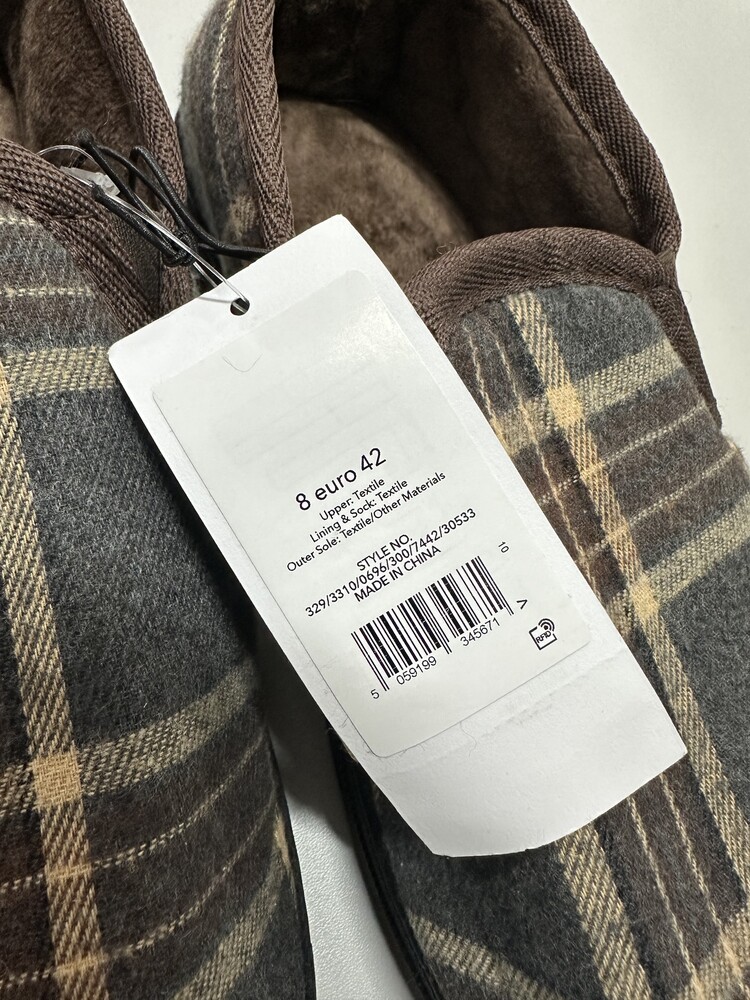 8 euro 42
Upper: Textile
Lining & Sock: Textile
Outer Sole: Textile/Other Materials
STYLE NO.
329/3310/0696/300/7442/30533
MADE IN CHINA
10
5 059199 345671 >
RFID